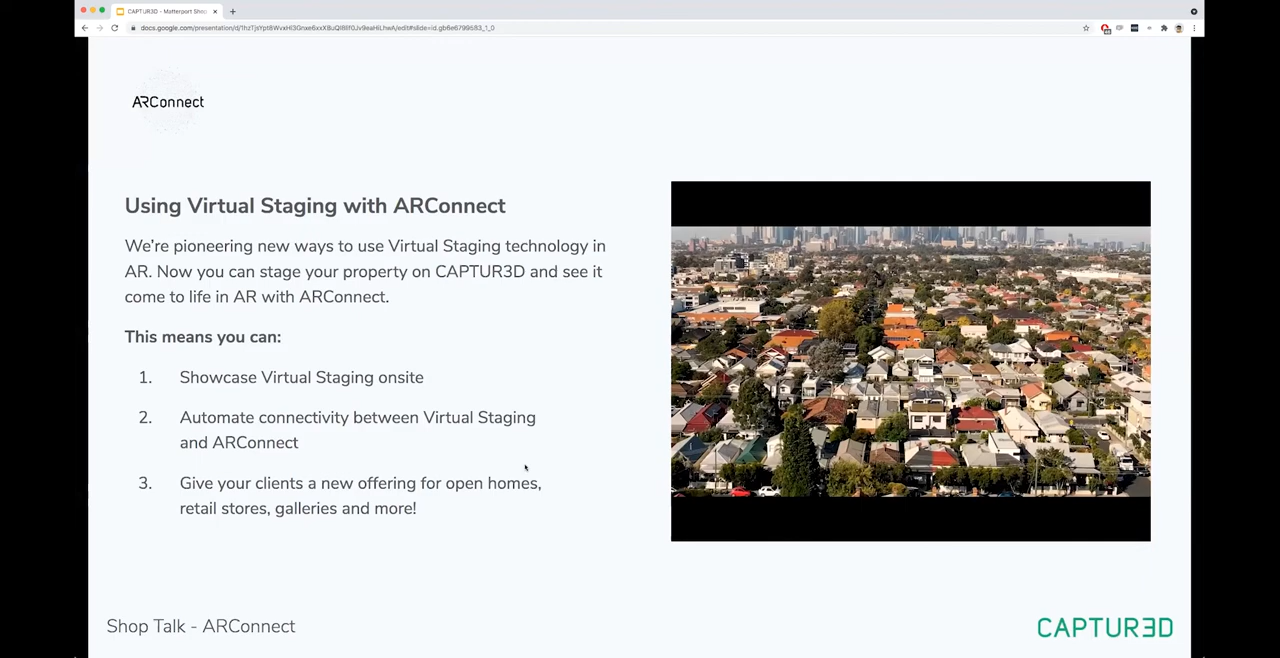 CAPTUR3D - Matterport Shop
ARConnect
Using Virtual Staging with ARConnect
We're pioneering new ways to use Virtual Staging technology in
AR. Now you can stage your property on CAPTUR3D and see it
come to life in AR with ARConnect.
This means you can:
1. Showcase Virtual Staging onsite
2. Automate connectivity between Virtual Staging
and ARConnect
3. Give your clients a new offering for open homes,
retail stores, galleries and more!
Shop Talk - ARConnect
CAPTUR3D